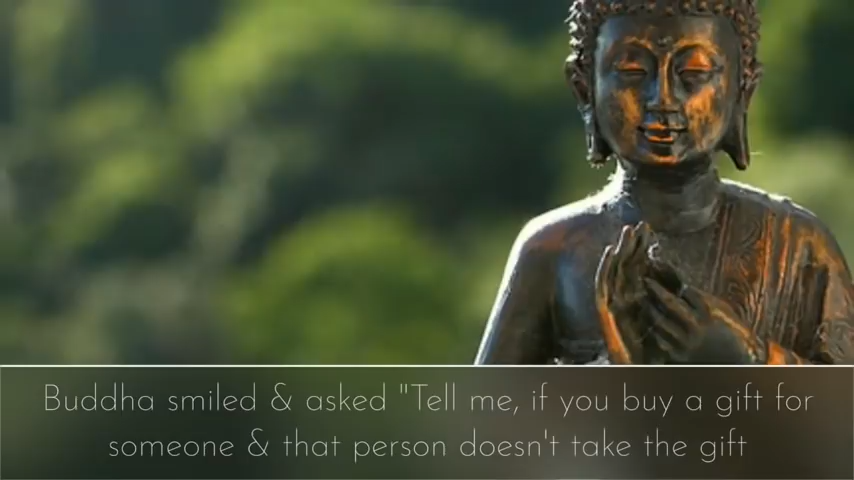 Buddha smiled & asked "Tell me, if you buy a gift for
someone & that person doesn't take the gift